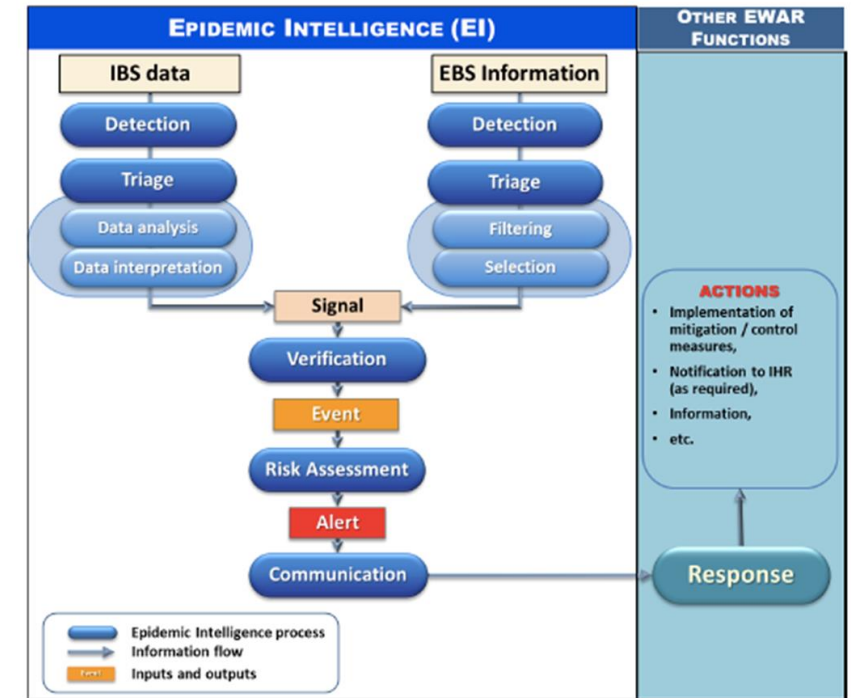 EPIDEMIC INTELLIGENCE (EI)
OTHER EWAR
FUNCTIONS
IBS data
EBS Information
Detection
Detection
Triage
Triage
Data analysis
Filtering
Data interpretation
Selection
Signal
Verification
Event
Risk Assessment
Alert
Communication
Response
ACTIONS
• Implementation of
mitigation / control
measures,
• Notification to IHR
(as required),
• Information,
• etc.
Epidemic Intelligence process
Information flow
Event
Inputs and outputs